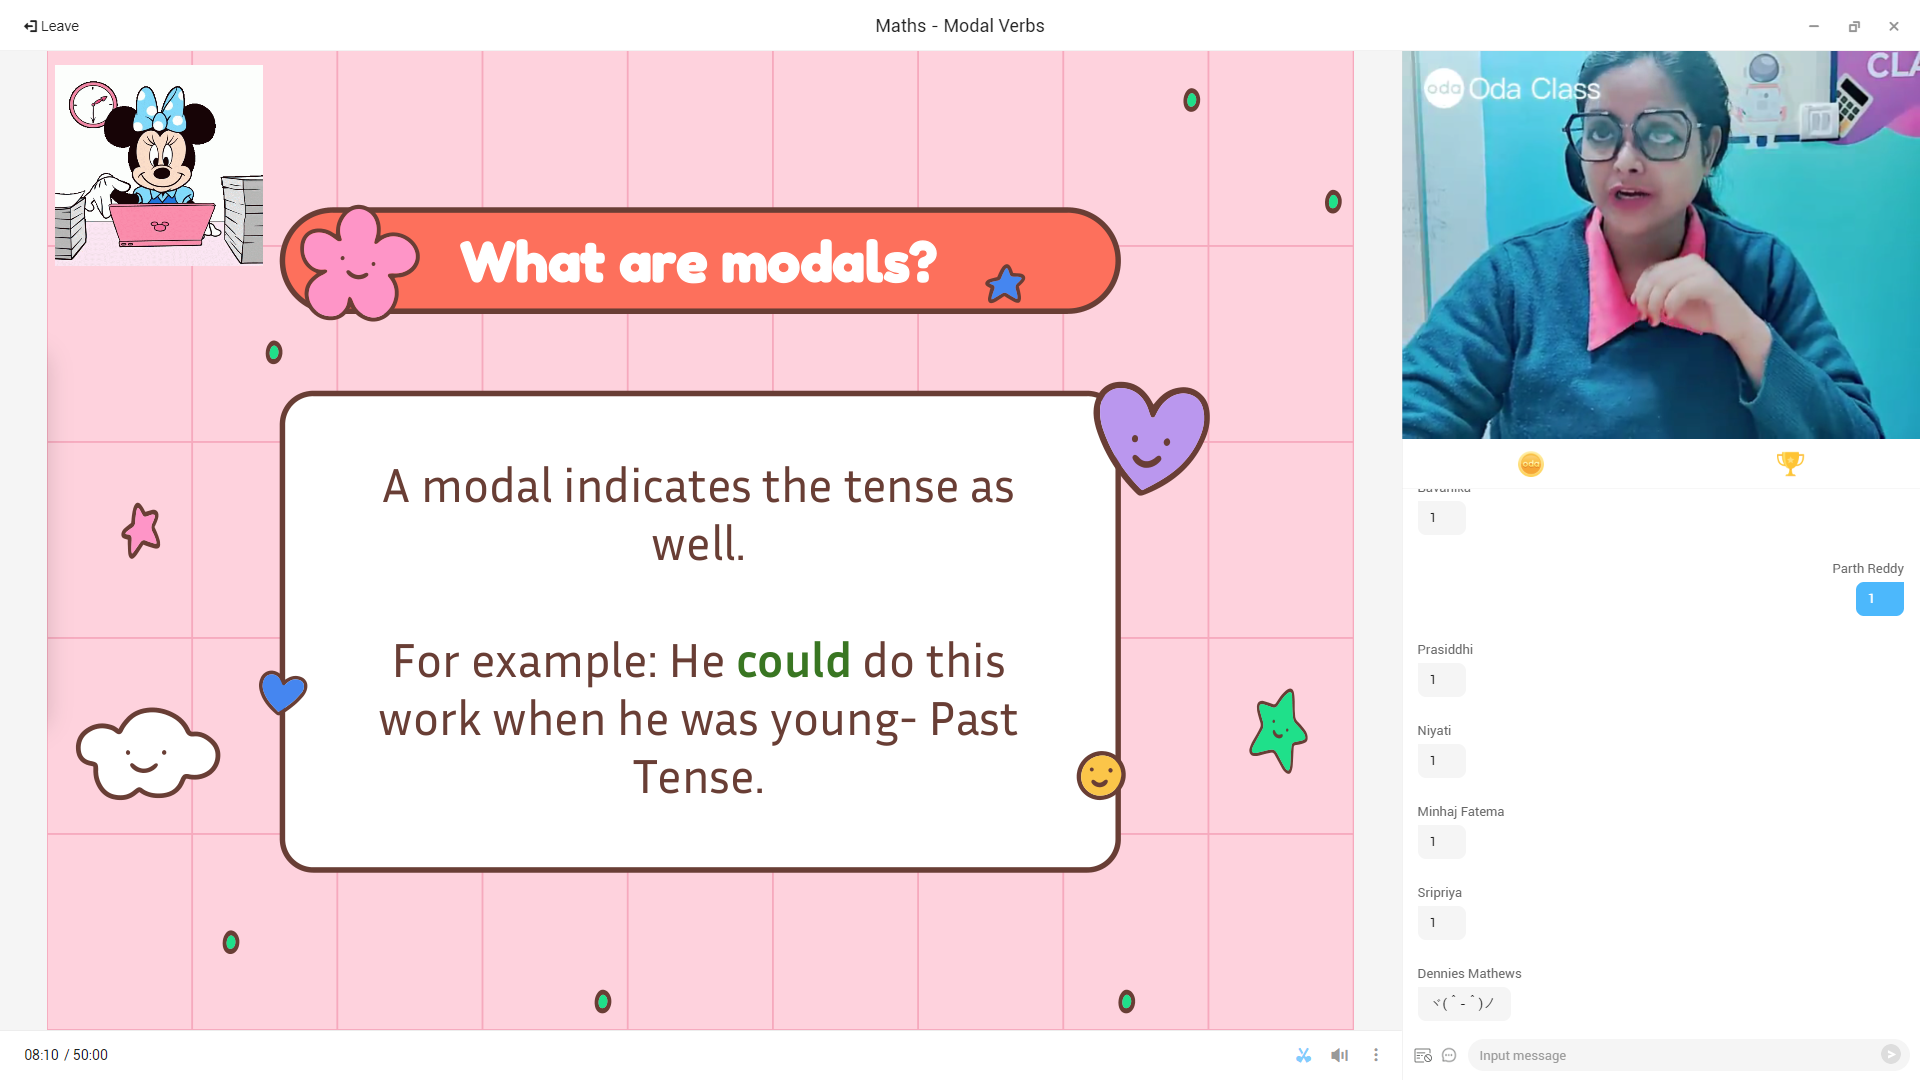 Leave
Maths - Modal Verbs
What are modals?
A modal indicates the tense as
well.
For example: He could do this
work when he was young- Past
Tense.
08:10 / 50:00
oda Oda Class
CLA
oda
1
Parth Reddy
1
Prasiddhi
1
Niyati
1
Minhaj Fatema
1
Sripriya
1
Dennies Mathews
ヾ(＾-＾)ノ
Input message